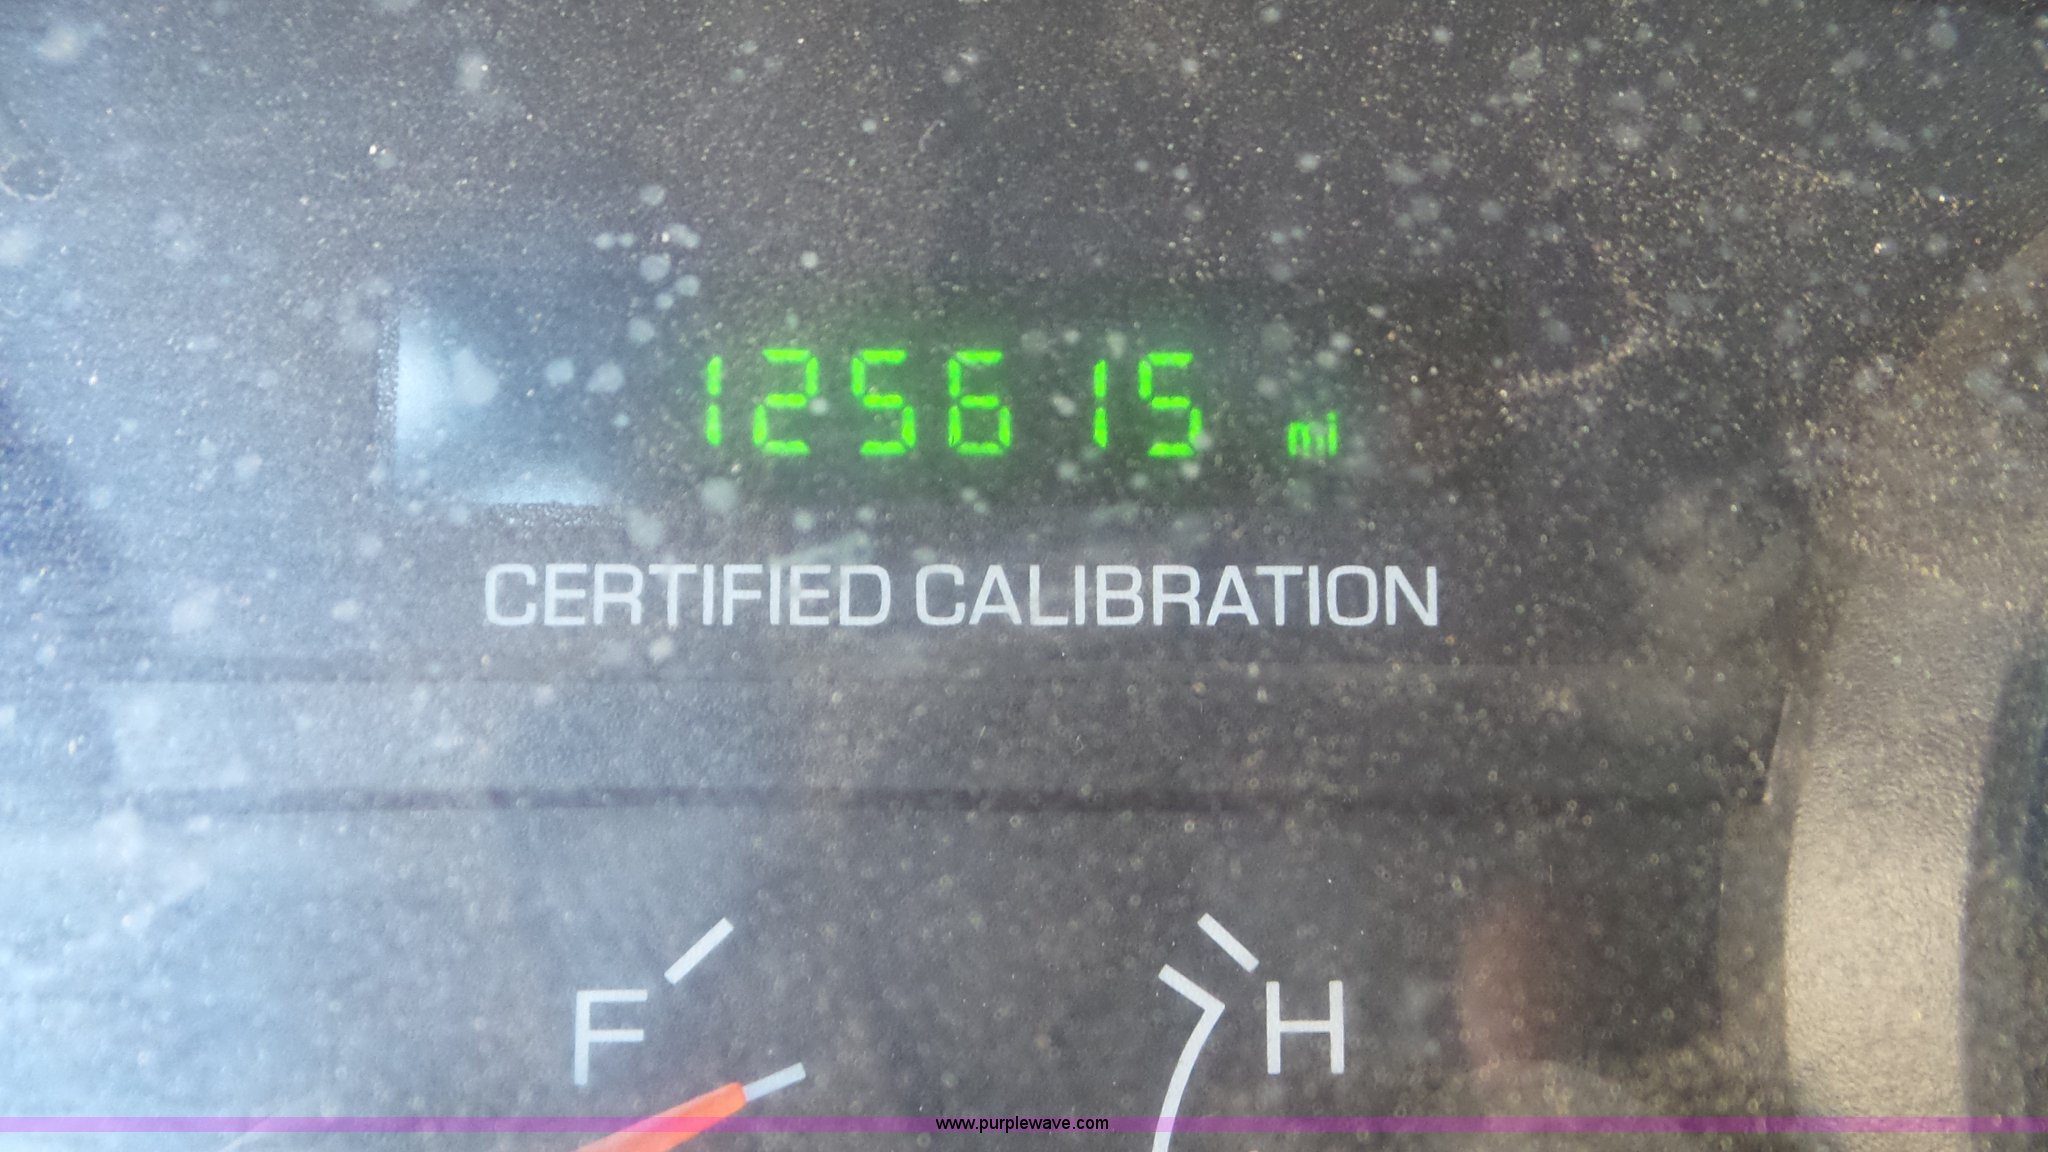 125615 mi
CERTIFIED CALIBRATION
F H
www.purplewave.com